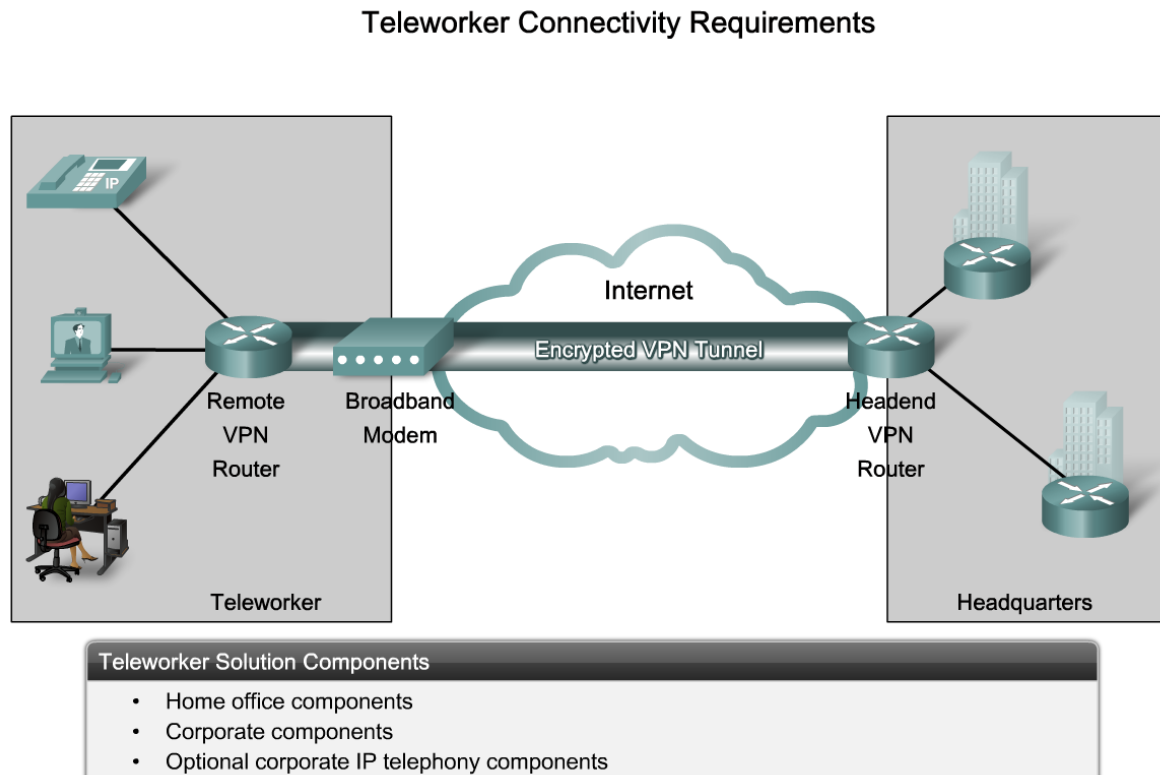 Teleworker Connectivity Requirements
IP
Internet
Encrypted VPN Tunnel
Remote
VPN
Router
Broadband
Modem
Headend
VPN
Router
Teleworker
Headquarters
Teleworker Solution Components
• Home office components
• Corporate components
• Optional corporate IP telephony components